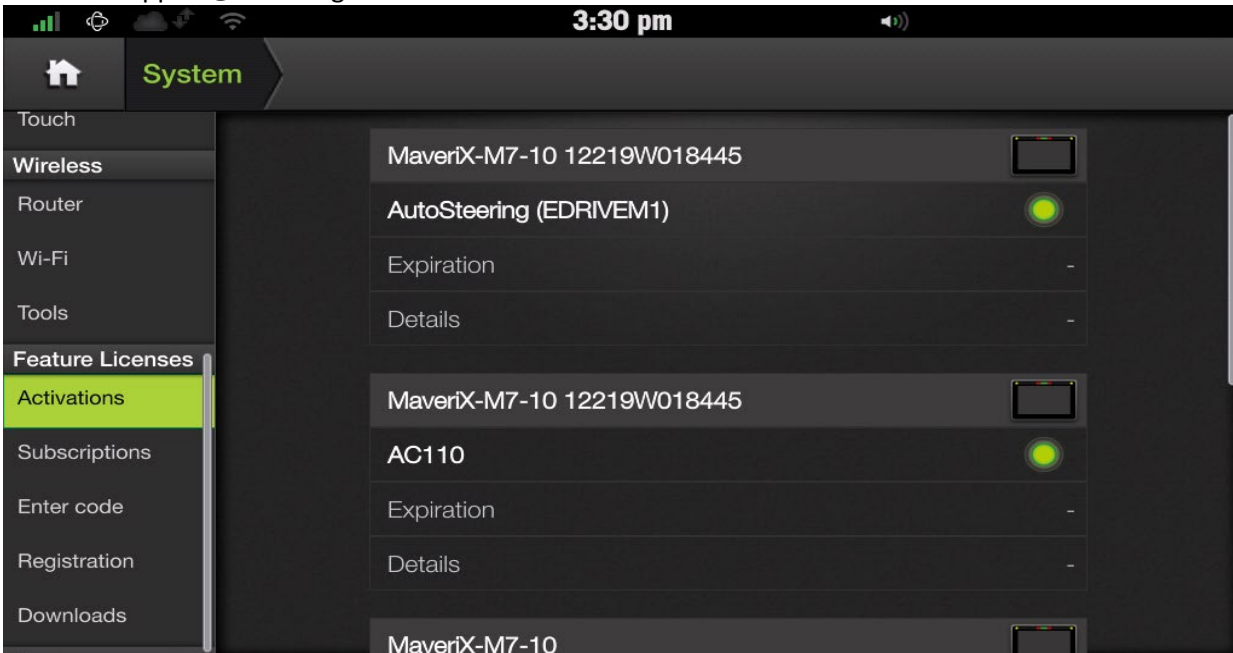 3:30 pm
System
Touch
Wireless
Router
Wi-Fi
Tools
Feature Licenses
Activations
Subscriptions
Enter code
Registration
Downloads
MaveriX-M7-10 12219W018445
AutoSteering (EDRIVEM1)
Expiration -
Details -
MaveriX-M7-10 12219W018445
AC110
Expiration -
Details -
MaveriX-M7-10